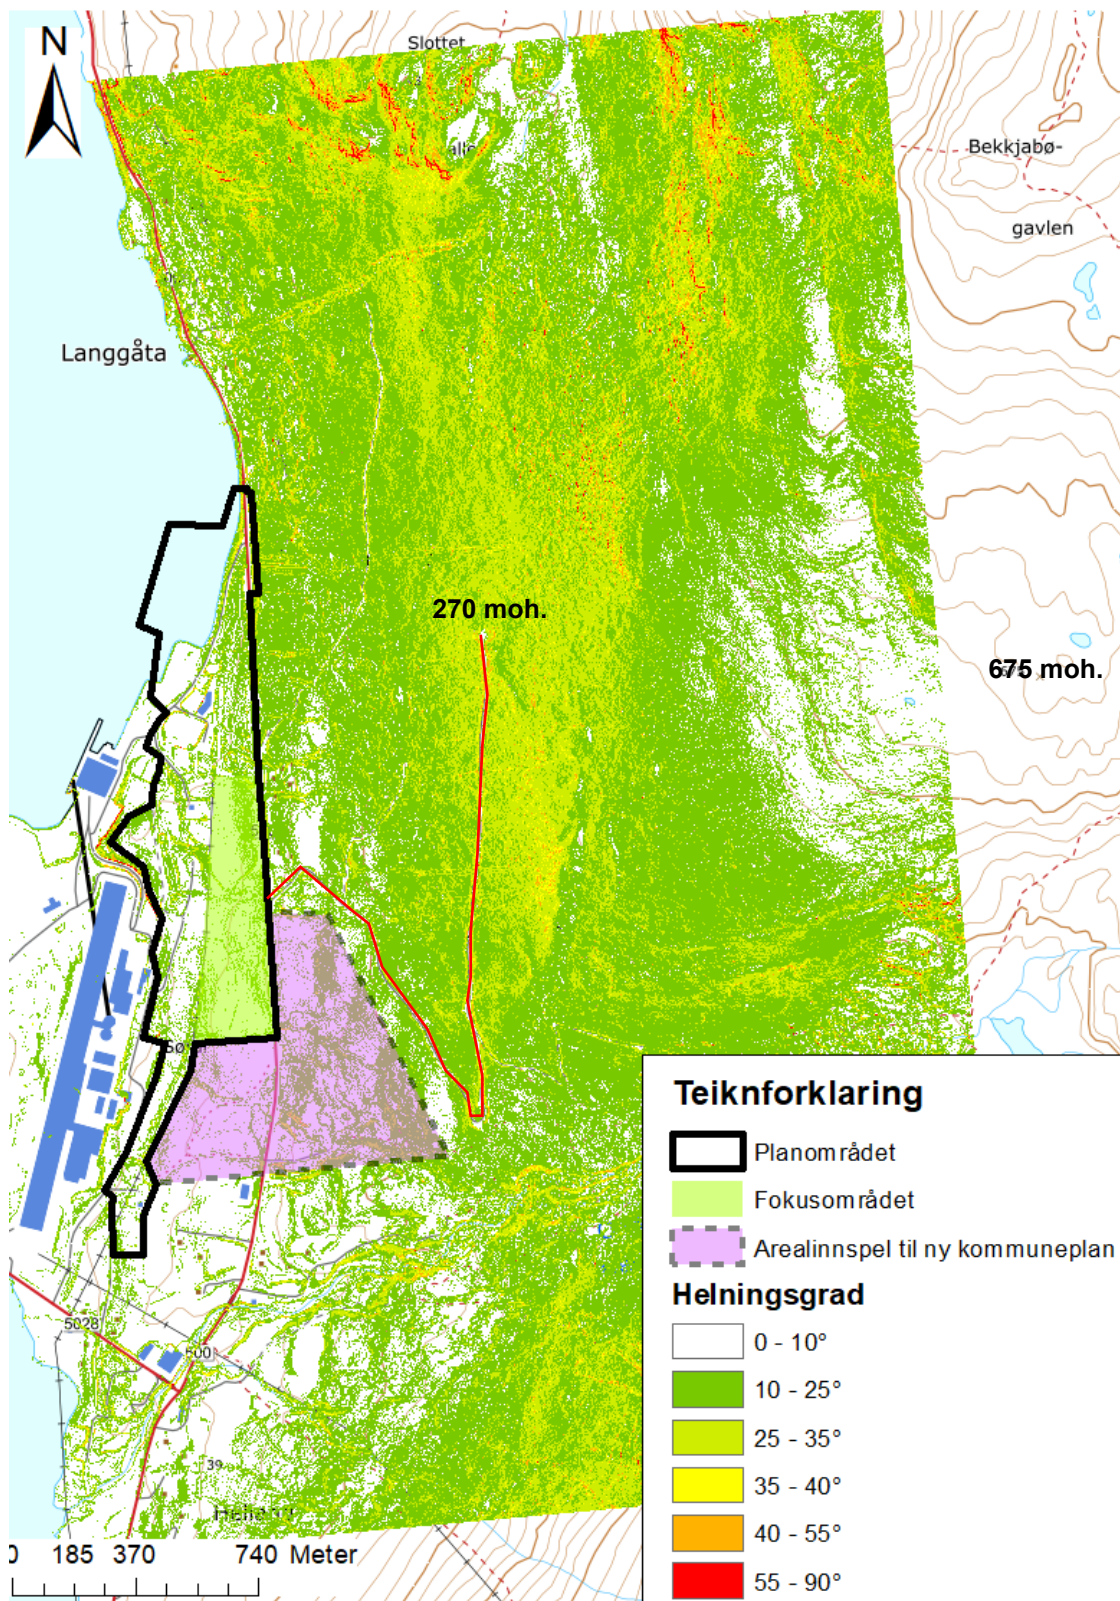 N
Slottet
Bekkjabø-
gavlen
Langgåta
270 moh.
675 moh.
5028
500
39
0 185 370 740 Meter
Teiknforklaring
Planområdet
Fokusområdet
Arealinnspel til ny kommuneplan
Helningsgrad
0 - 10°
10 - 25°
25 - 35°
35 - 40°
40 - 55°
55 - 90°